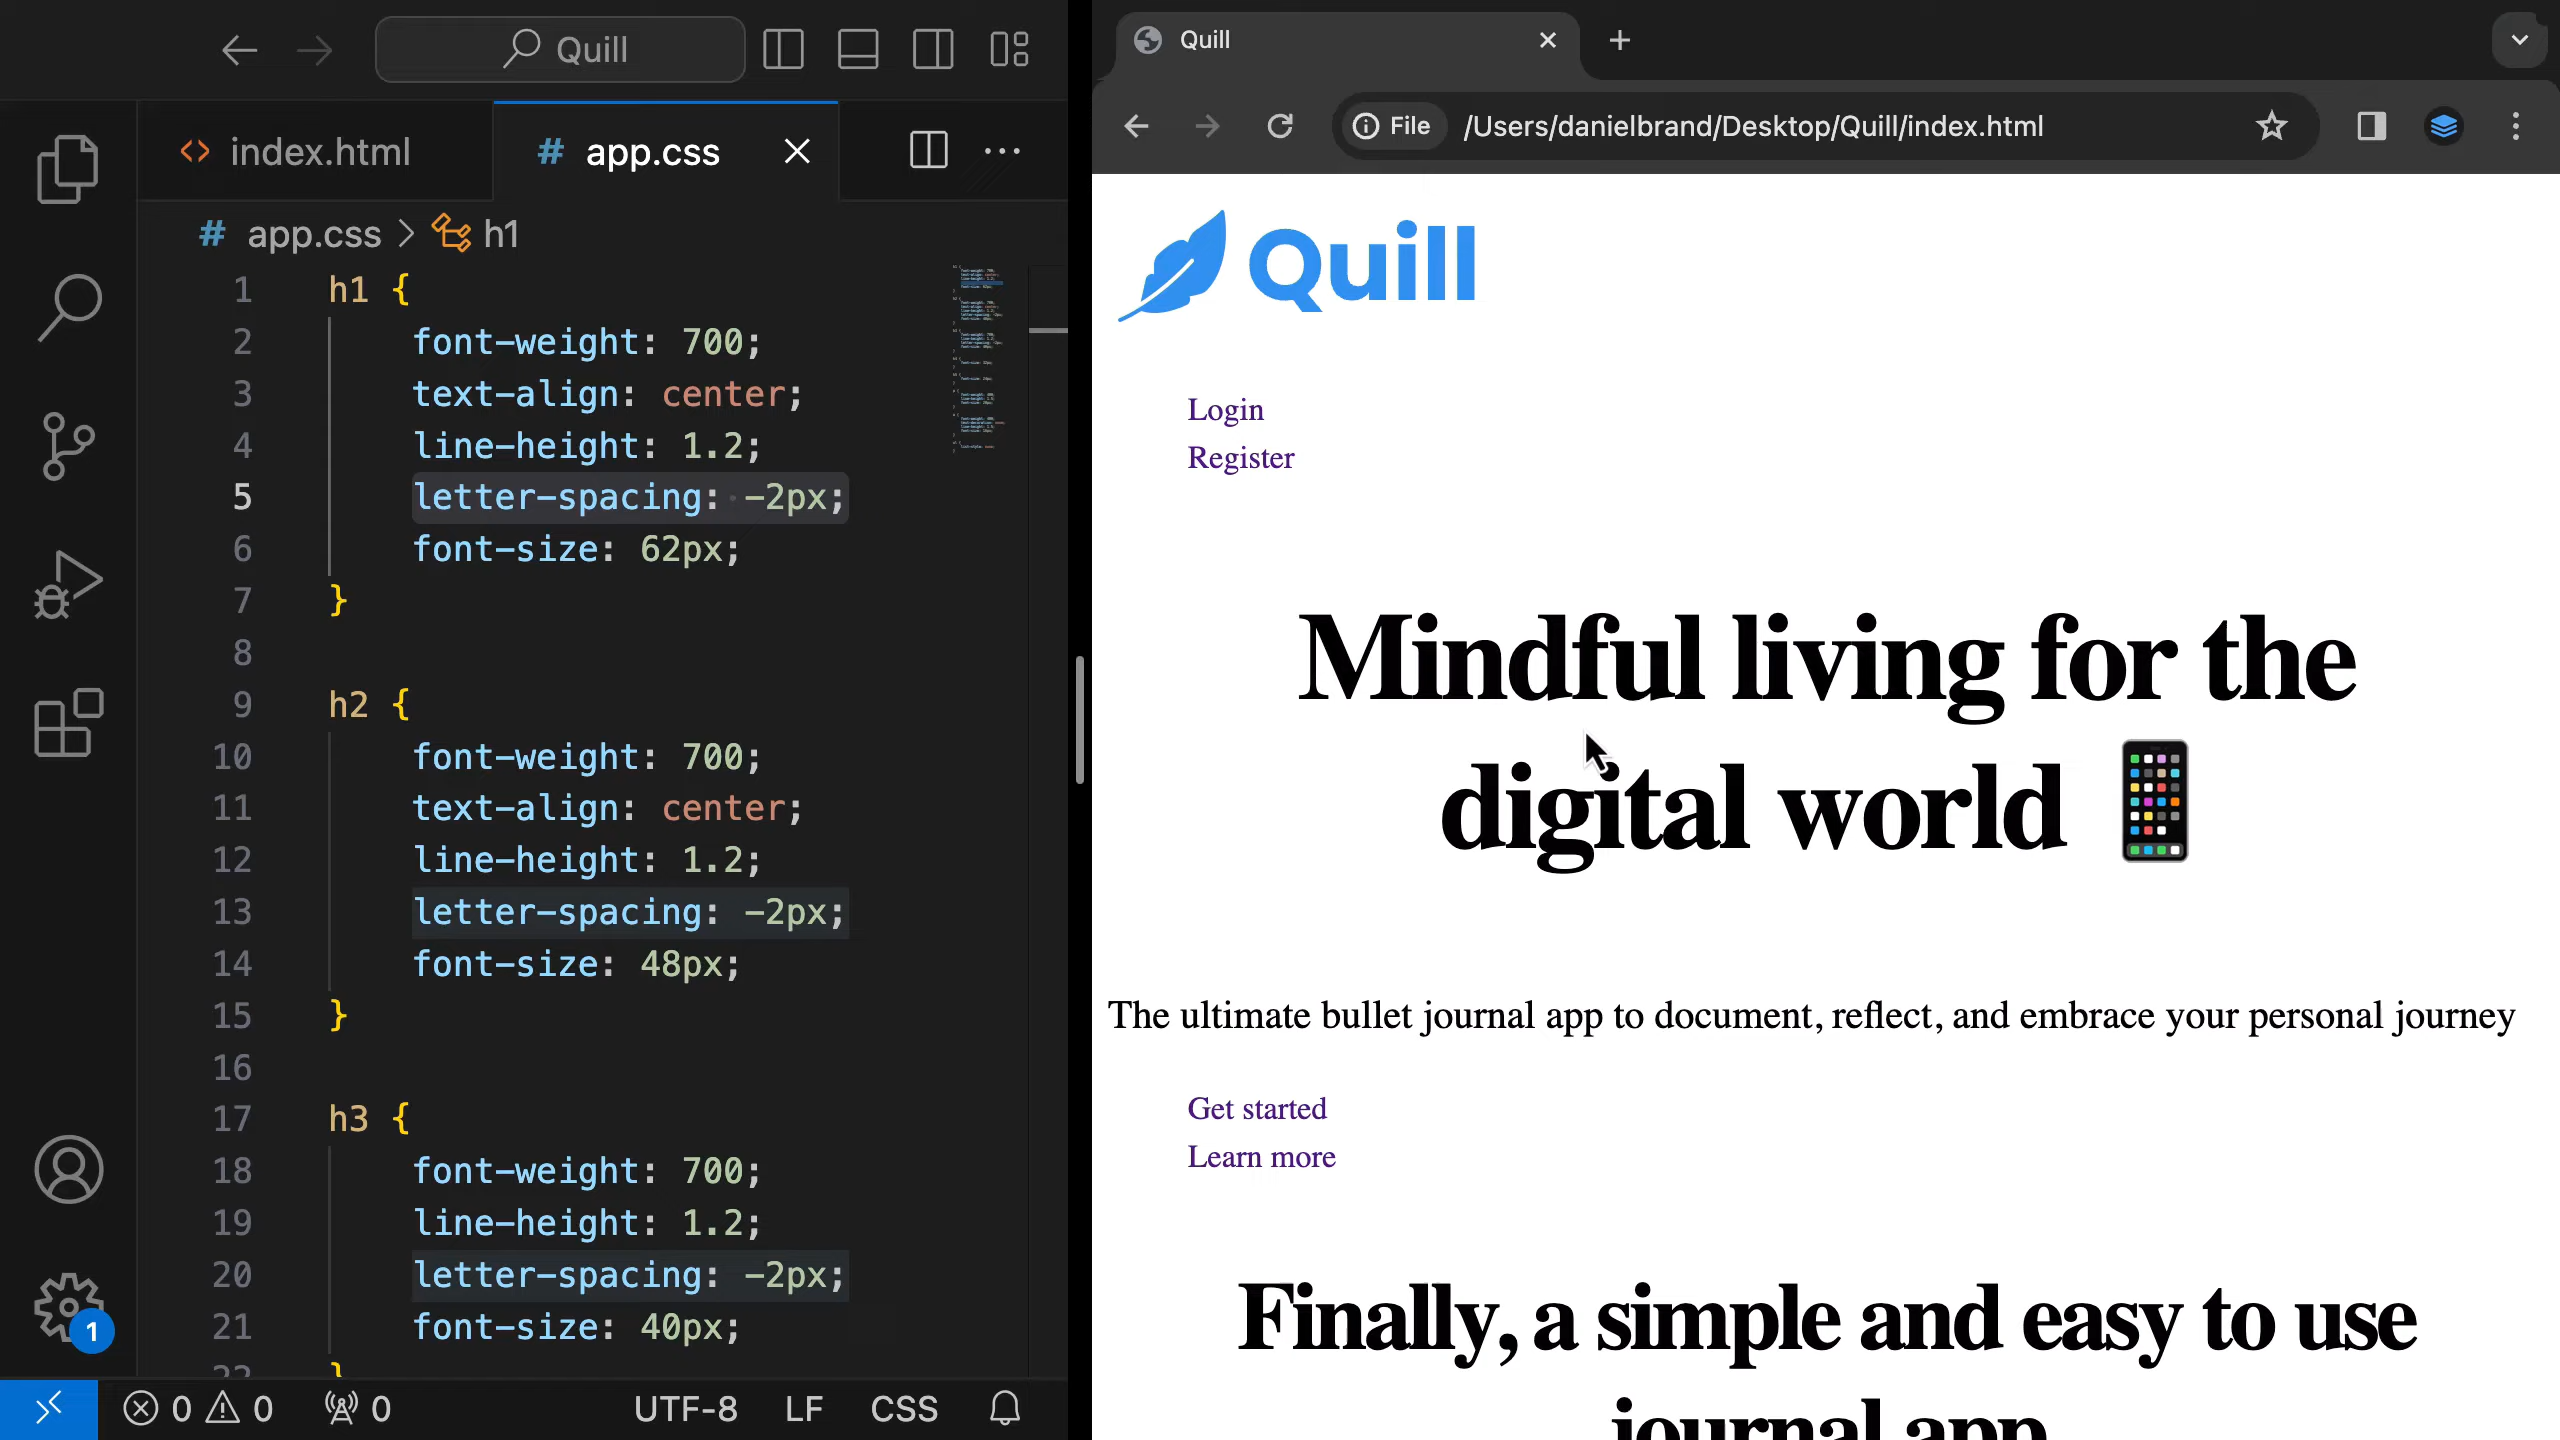 Quill
index.html
# app.css
# app.css > h1
1 h1 {
2 font-weight: 700;
3 text-align: center;
4 line-height: 1.2;
5 letter-spacing: -2px;
6 font-size: 62px;
7 }
8
9 h2 {
10 font-weight: 700;
11 text-align: center;
12 line-height: 1.2;
13 letter-spacing: -2px;
14 font-size: 48px;
15 }
16
17 h3 {
18 font-weight: 700;
19 line-height: 1.2;
20 letter-spacing: -2px;
21 font-size: 40px;
22 }
1
0 0 0 UTF-8 LF CSS
Quill
File /Users/danielbrand/Desktop/Quill/index.html
Quill
Login
Register
Mindful living for the
digital world 📱
The ultimate bullet journal app to document, reflect, and embrace your personal journey
Get started
Learn more
Finally, a simple and easy to use
journal app